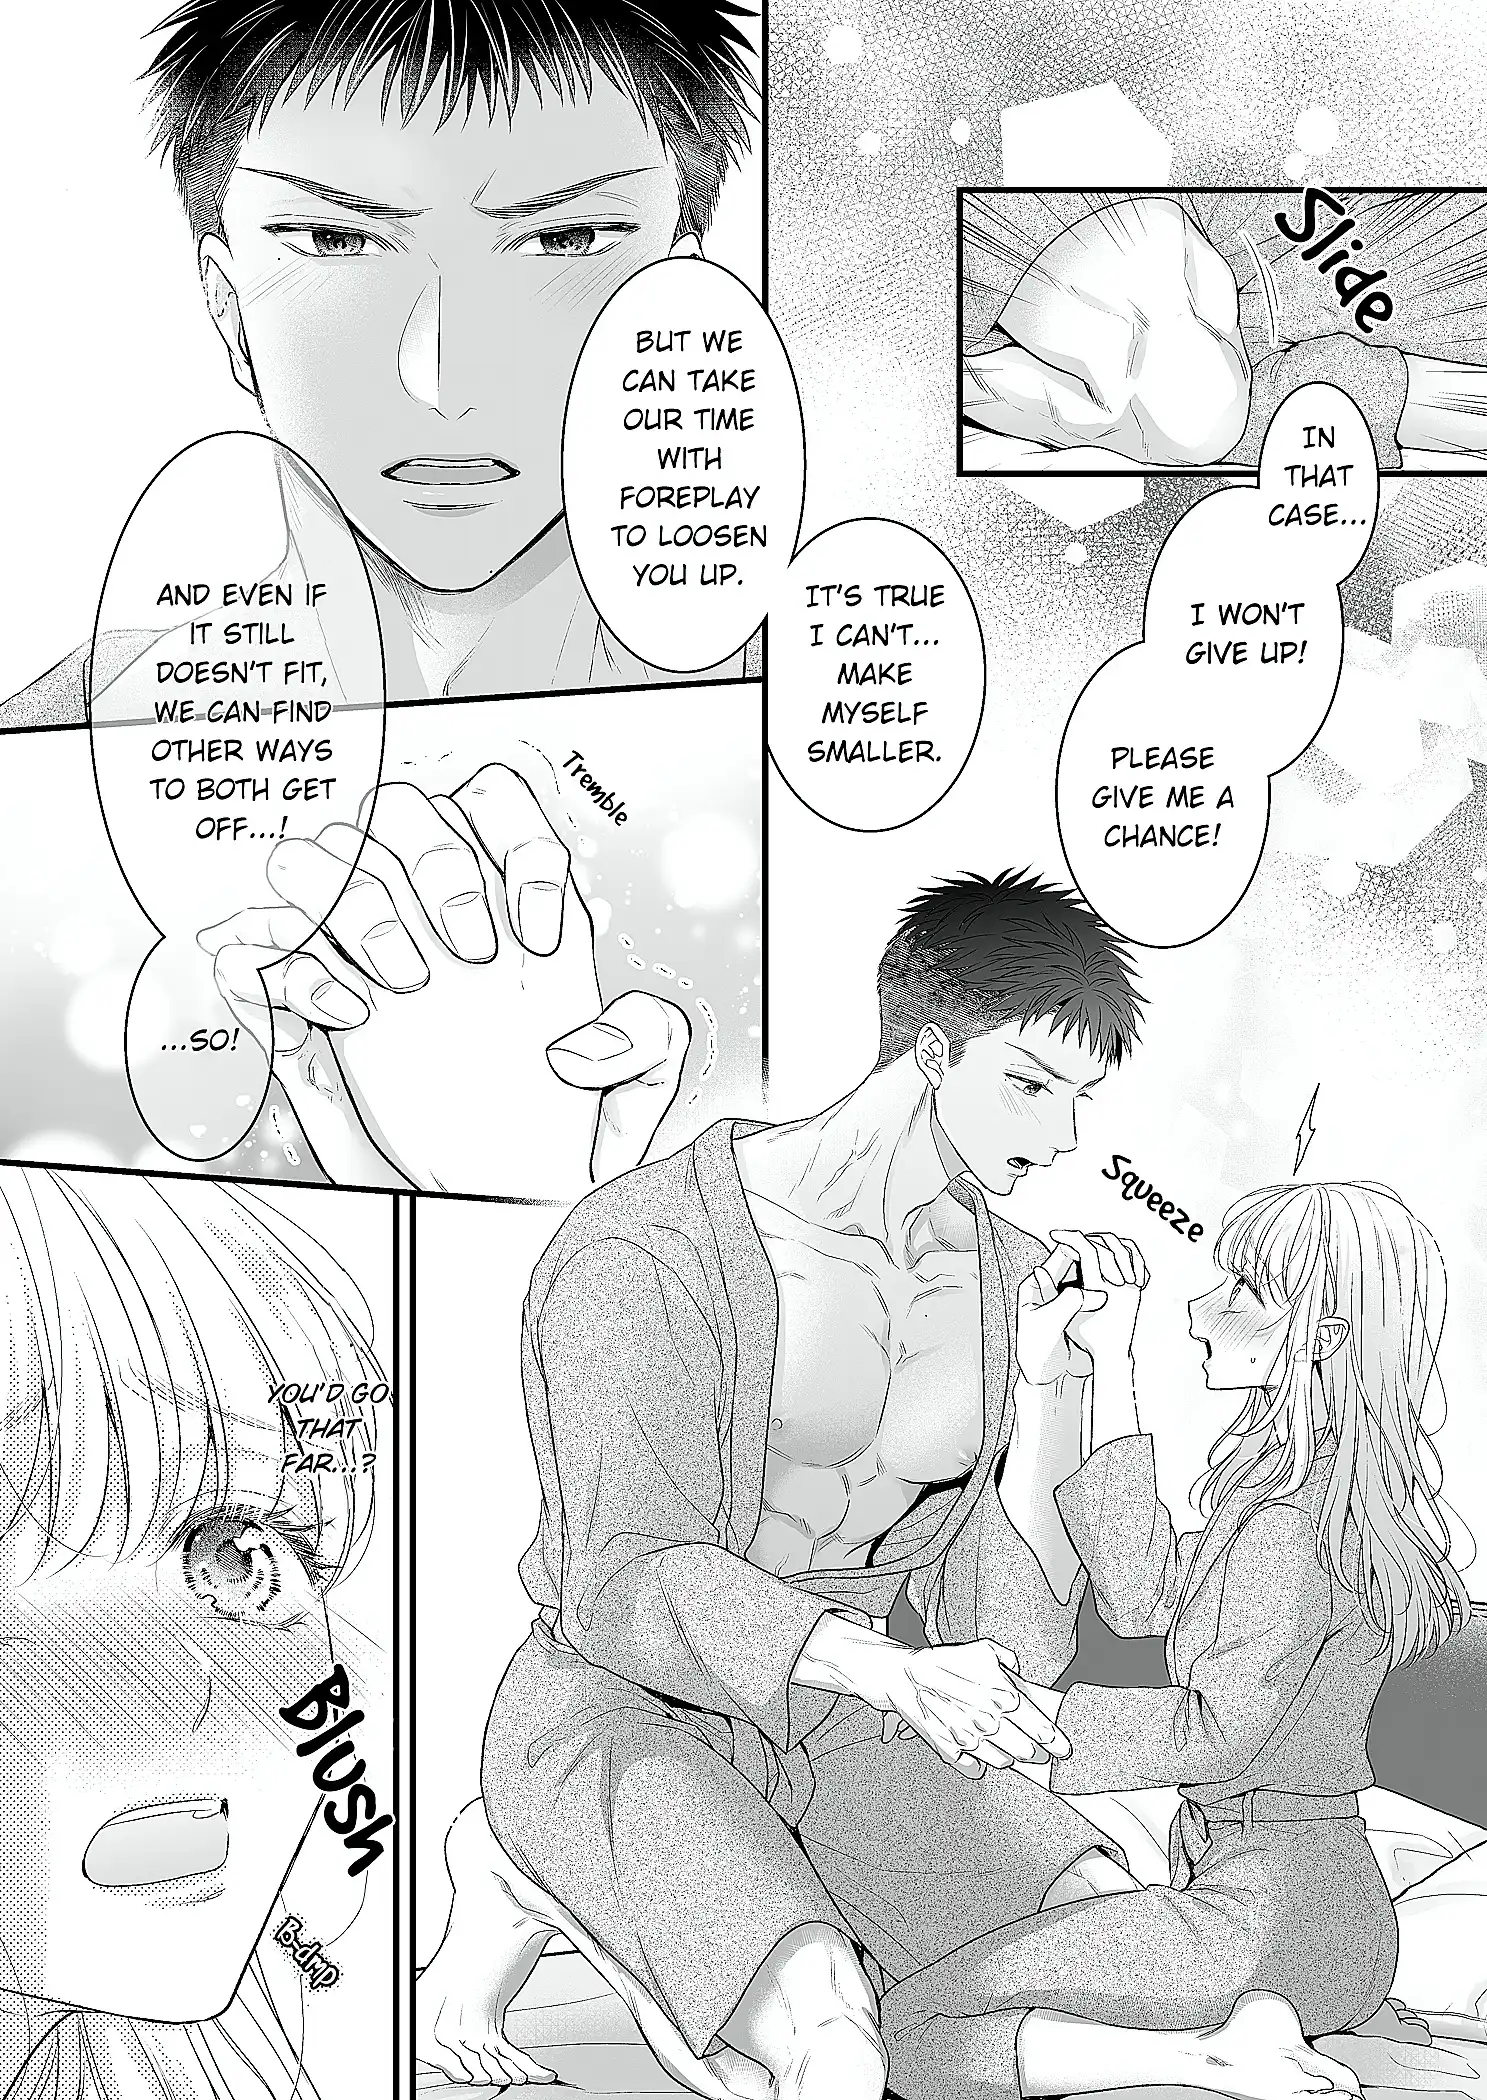 Slide
IN
THAT
CASE...
I WON'T
GIVE UP!
PLEASE
GIVE ME A
CHANCE!
Squeeze
IT'S TRUE
I CAN'T...
MAKE
MYSELF
SMALLER.
BUT WE
CAN TAKE
OUR TIME
WITH
FOREPLAY
TO LOOSEN
YOU UP.
AND EVEN IF
IT STILL
DOESN'T FIT,
WE CAN FIND
OTHER WAYS
TO BOTH GET
OFF...!
...SO!
Tremble
YOU'D GO
THAT
FAR...?
Blush
B-dmp